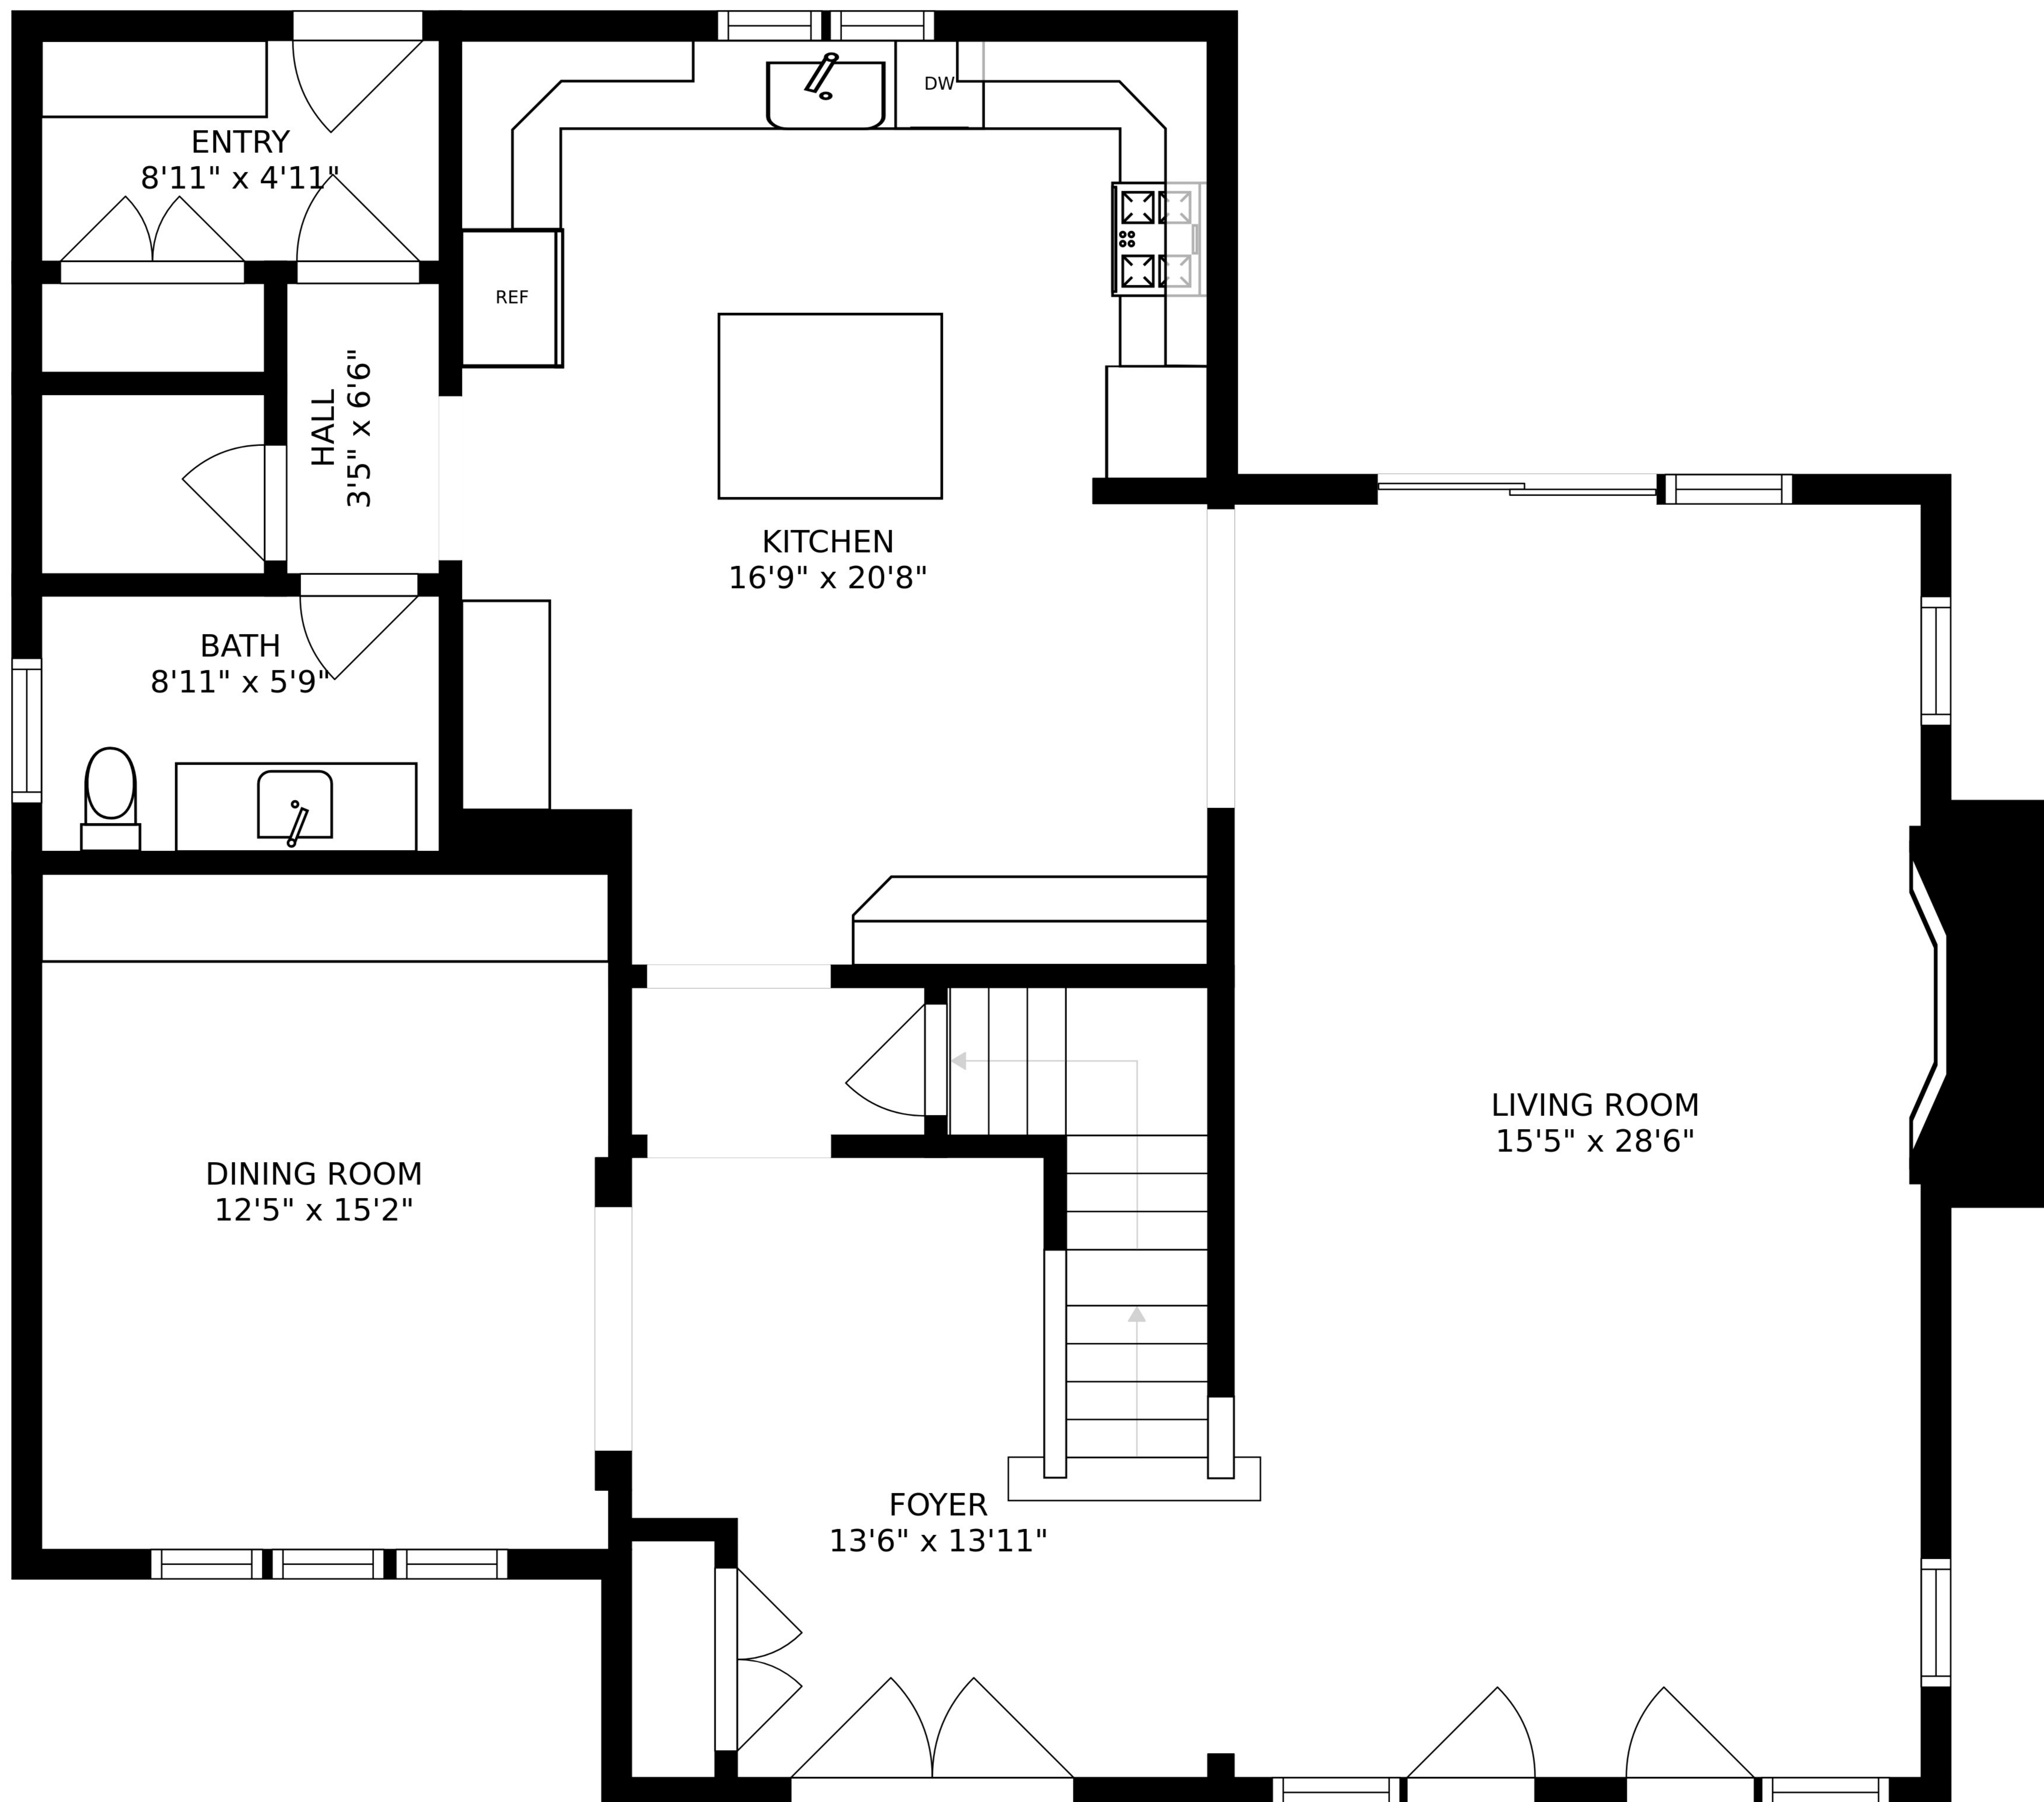 DW
ENTRY
8'11" x 4'11"
REF
HALL
3'5" x 6'6"
KITCHEN
16'9" x 20'8"
BATH
8'11" x 5'9"
LIVING ROOM
15'5" x 28'6"
DINING ROOM
12'5" x 15'2"
FOYER
13'6" x 13'11"